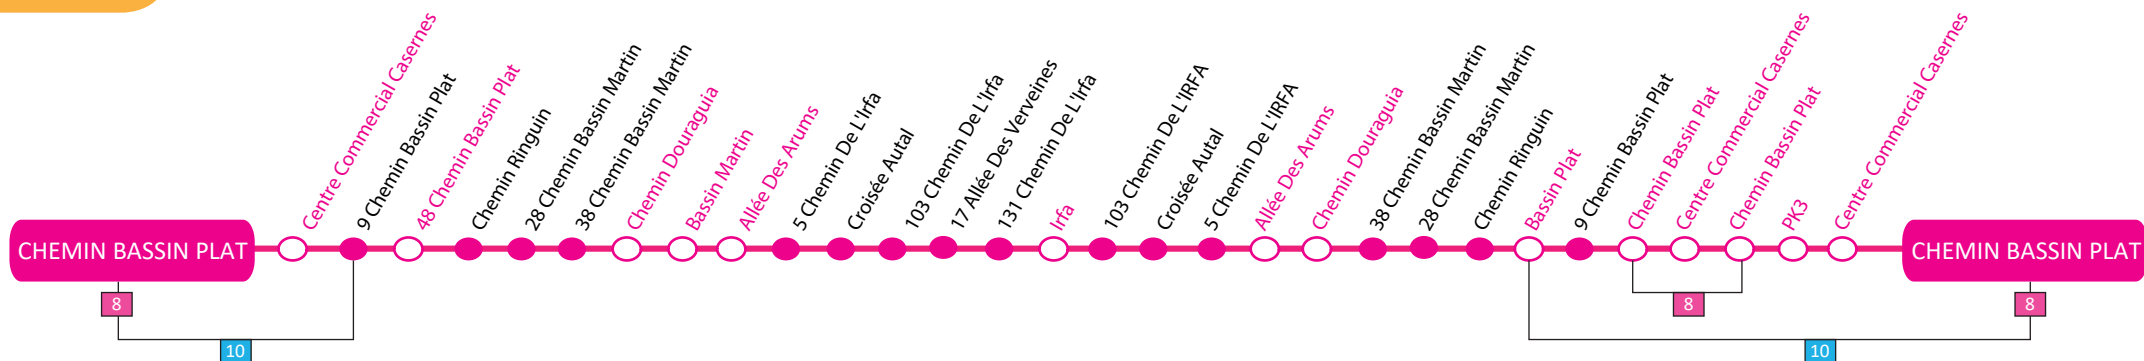 CHEMIN BASSIN PLAT
Centre Commercial Casernes
9 Chemin Bassin Plat
48 Chemin Bassin Plat
Chemin Ringuin
28 Chemin Bassin Martin
38 Chemin Bassin Martin
Chemin Douraguia
Bassin Martin
Allée Des Arums
5 Chemin De L'Irfa
Croisée Autal
103 Chemin De L'Irfa
17 Allée Des Verveines
131 Chemin De L'Irfa
Irfa
103 Chemin De L'IRFA
Croisée Autal
5 Chemin De L'IRFA
Allée Des Arums
Chemin Douraguia
38 Chemin Bassin Martin
28 Chemin Bassin Martin
Chemin Ringuin
Bassin Plat
9 Chemin Bassin Plat
Chemin Bassin Plat
Centre Commercial Casernes
Chemin Bassin Plat
PK3
Centre Commercial Casernes
CHEMIN BASSIN PLAT
8
8
8
10
10